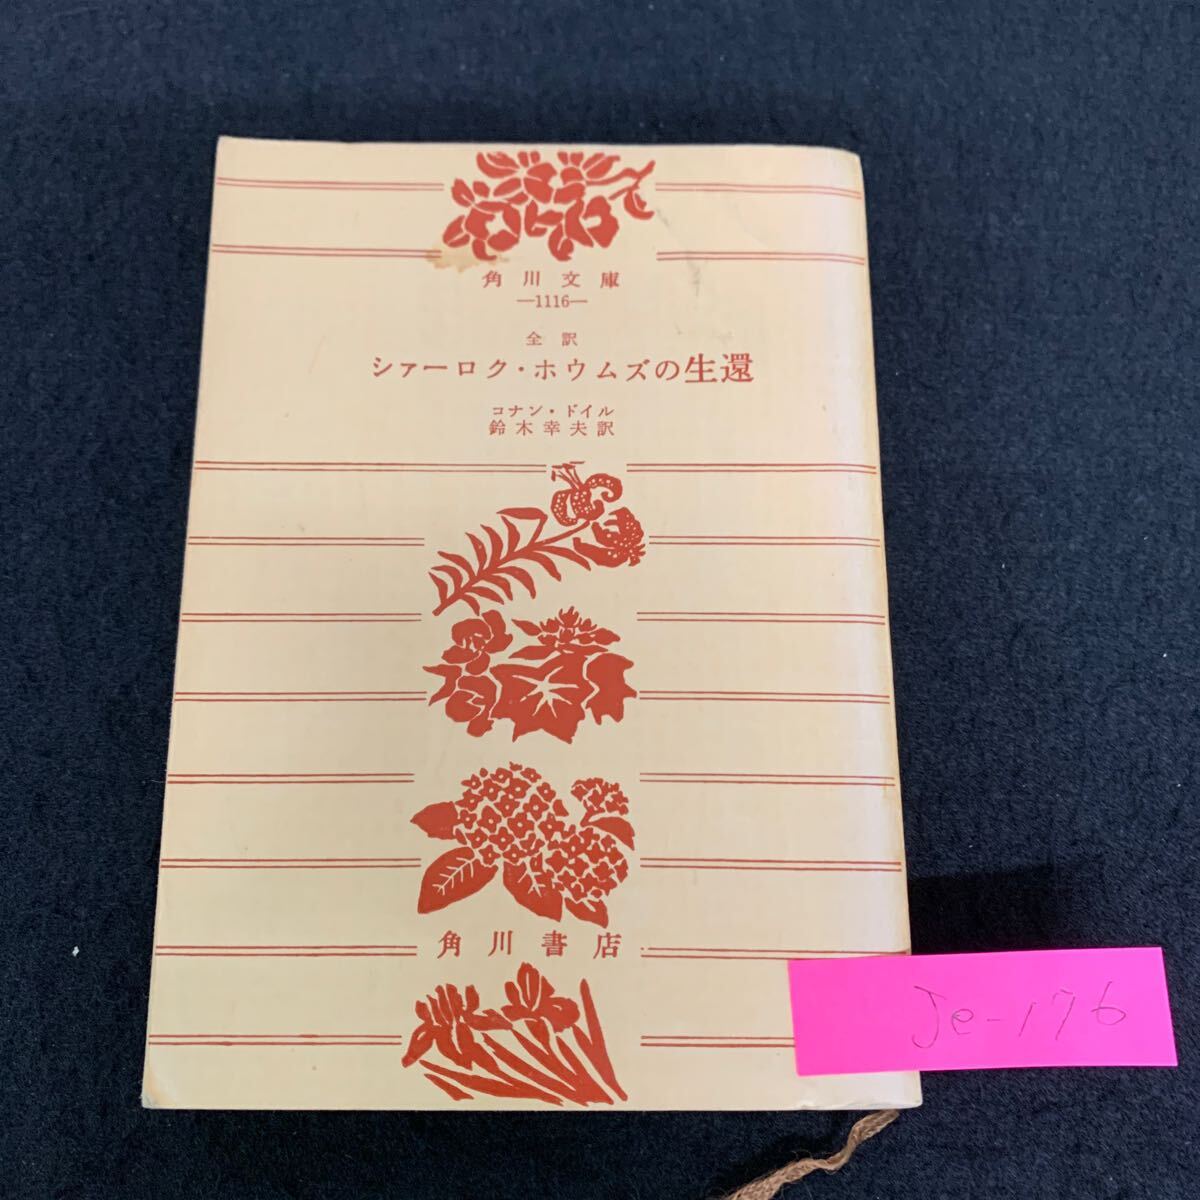 角川文庫
—1116—
全訳
シァーロク・ホウムズの生還
コナン・ドイル
鈴木幸夫訳
角川書店
Je-176